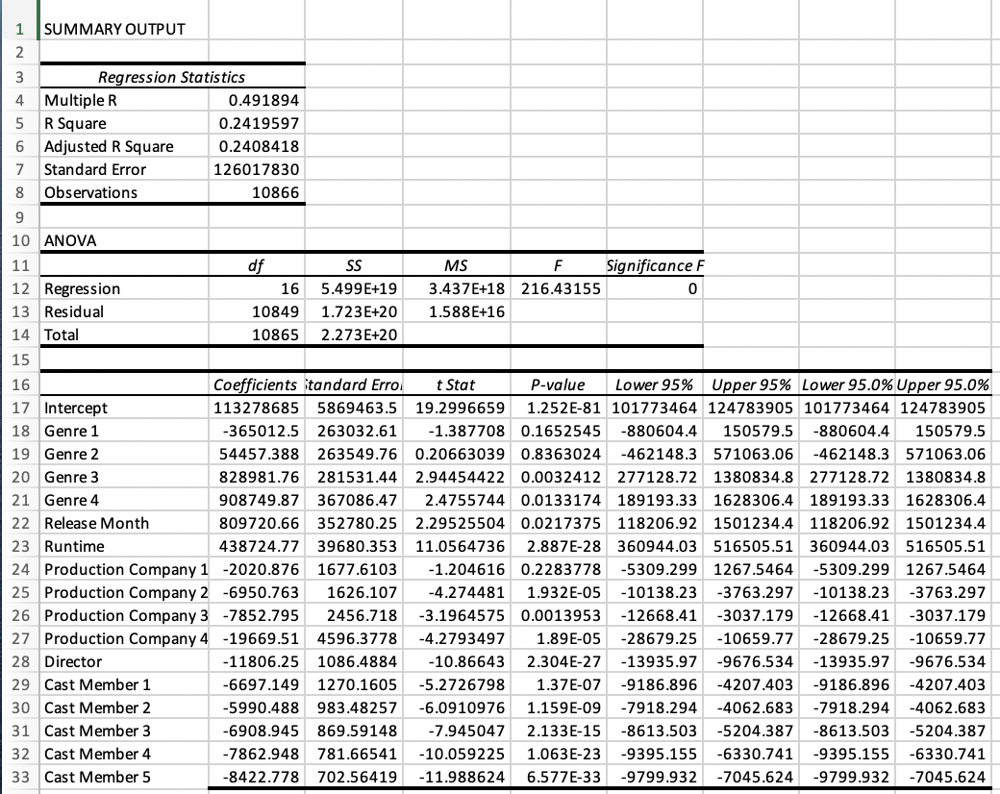 1 SUMMARY OUTPUT
2
3 Regression Statistics
4 Multiple R 0.491894
5 R Square 0.2419597
6 Adjusted R Square 0.2408418
7 Standard Error 126017830
8 Observations 10866
9
10 ANOVA
11 df SS MS F Significance F
12 Regression 16 5.499E+19 3.437E+18 216.43155 0
13 Residual 10849 1.723E+20 1.588E+16
14 Total 10865 2.273E+20
15
16 Coefficients Standard Error t Stat P-value Lower 95% Upper 95% Lower 95.0% Upper 95.0%
17 Intercept 113278685 5869463.5 19.2996659 1.252E-81 101773464 124783905 101773464 124783905
18 Genre 1 -365012.5 263032.61 -1.387708 0.1652545 -880604.4 150579.5 -880604.4 150579.5
19 Genre 2 54457.388 263549.76 0.20663039 0.8363024 -462148.3 571063.06 -462148.3 571063.06
20 Genre 3 828981.76 281531.44 2.94454422 0.0032412 277128.72 1380834.8 277128.72 1380834.8
21 Genre 4 908749.87 367086.47 2.4755744 0.0133174 189193.33 1628306.4 189193.33 1628306.4
22 Release Month 809720.66 352780.25 2.29525504 0.0217375 118206.92 1501234.4 118206.92 1501234.4
23 Runtime 438724.77 39680.353 11.0564736 2.887E-28 360944.03 516505.51 360944.03 516505.51
24 Production Company 1 -2020.876 1677.6103 -1.204616 0.2283778 -5309.299 1267.5464 -5309.299 1267.5464
25 Production Company 2 -6950.763 1626.107 -4.274481 1.932E-05 -10138.23 -3763.297 -10138.23 -3763.297
26 Production Company 3 -7852.795 2456.718 -3.1964575 0.0013953 -12668.41 -3037.179 -12668.41 -3037.179
27 Production Company 4 -19669.51 4596.3778 -4.2793497 1.89E-05 -28679.25 -10659.77 -28679.25 -10659.77
28 Director -11806.25 1086.4884 -10.86643 2.304E-27 -13935.97 -9676.534 -13935.97 -9676.534
29 Cast Member 1 -6697.149 1270.1605 -5.2726798 1.37E-07 -9186.896 -4207.403 -9186.896 -4207.403
30 Cast Member 2 -5990.488 983.48257 -6.0910976 1.159E-09 -7918.294 -4062.683 -7918.294 -4062.683
31 Cast Member 3 -6908.945 869.59148 -7.945047 2.133E-15 -8613.503 -5204.387 -8613.503 -5204.387
32 Cast Member 4 -7862.948 781.66541 -10.059225 1.063E-23 -9395.155 -6330.741 -9395.155 -6330.741
33 Cast Member 5 -8422.778 702.56419 -11.988624 6.577E-33 -9799.932 -7045.624 -9799.932 -7045.624